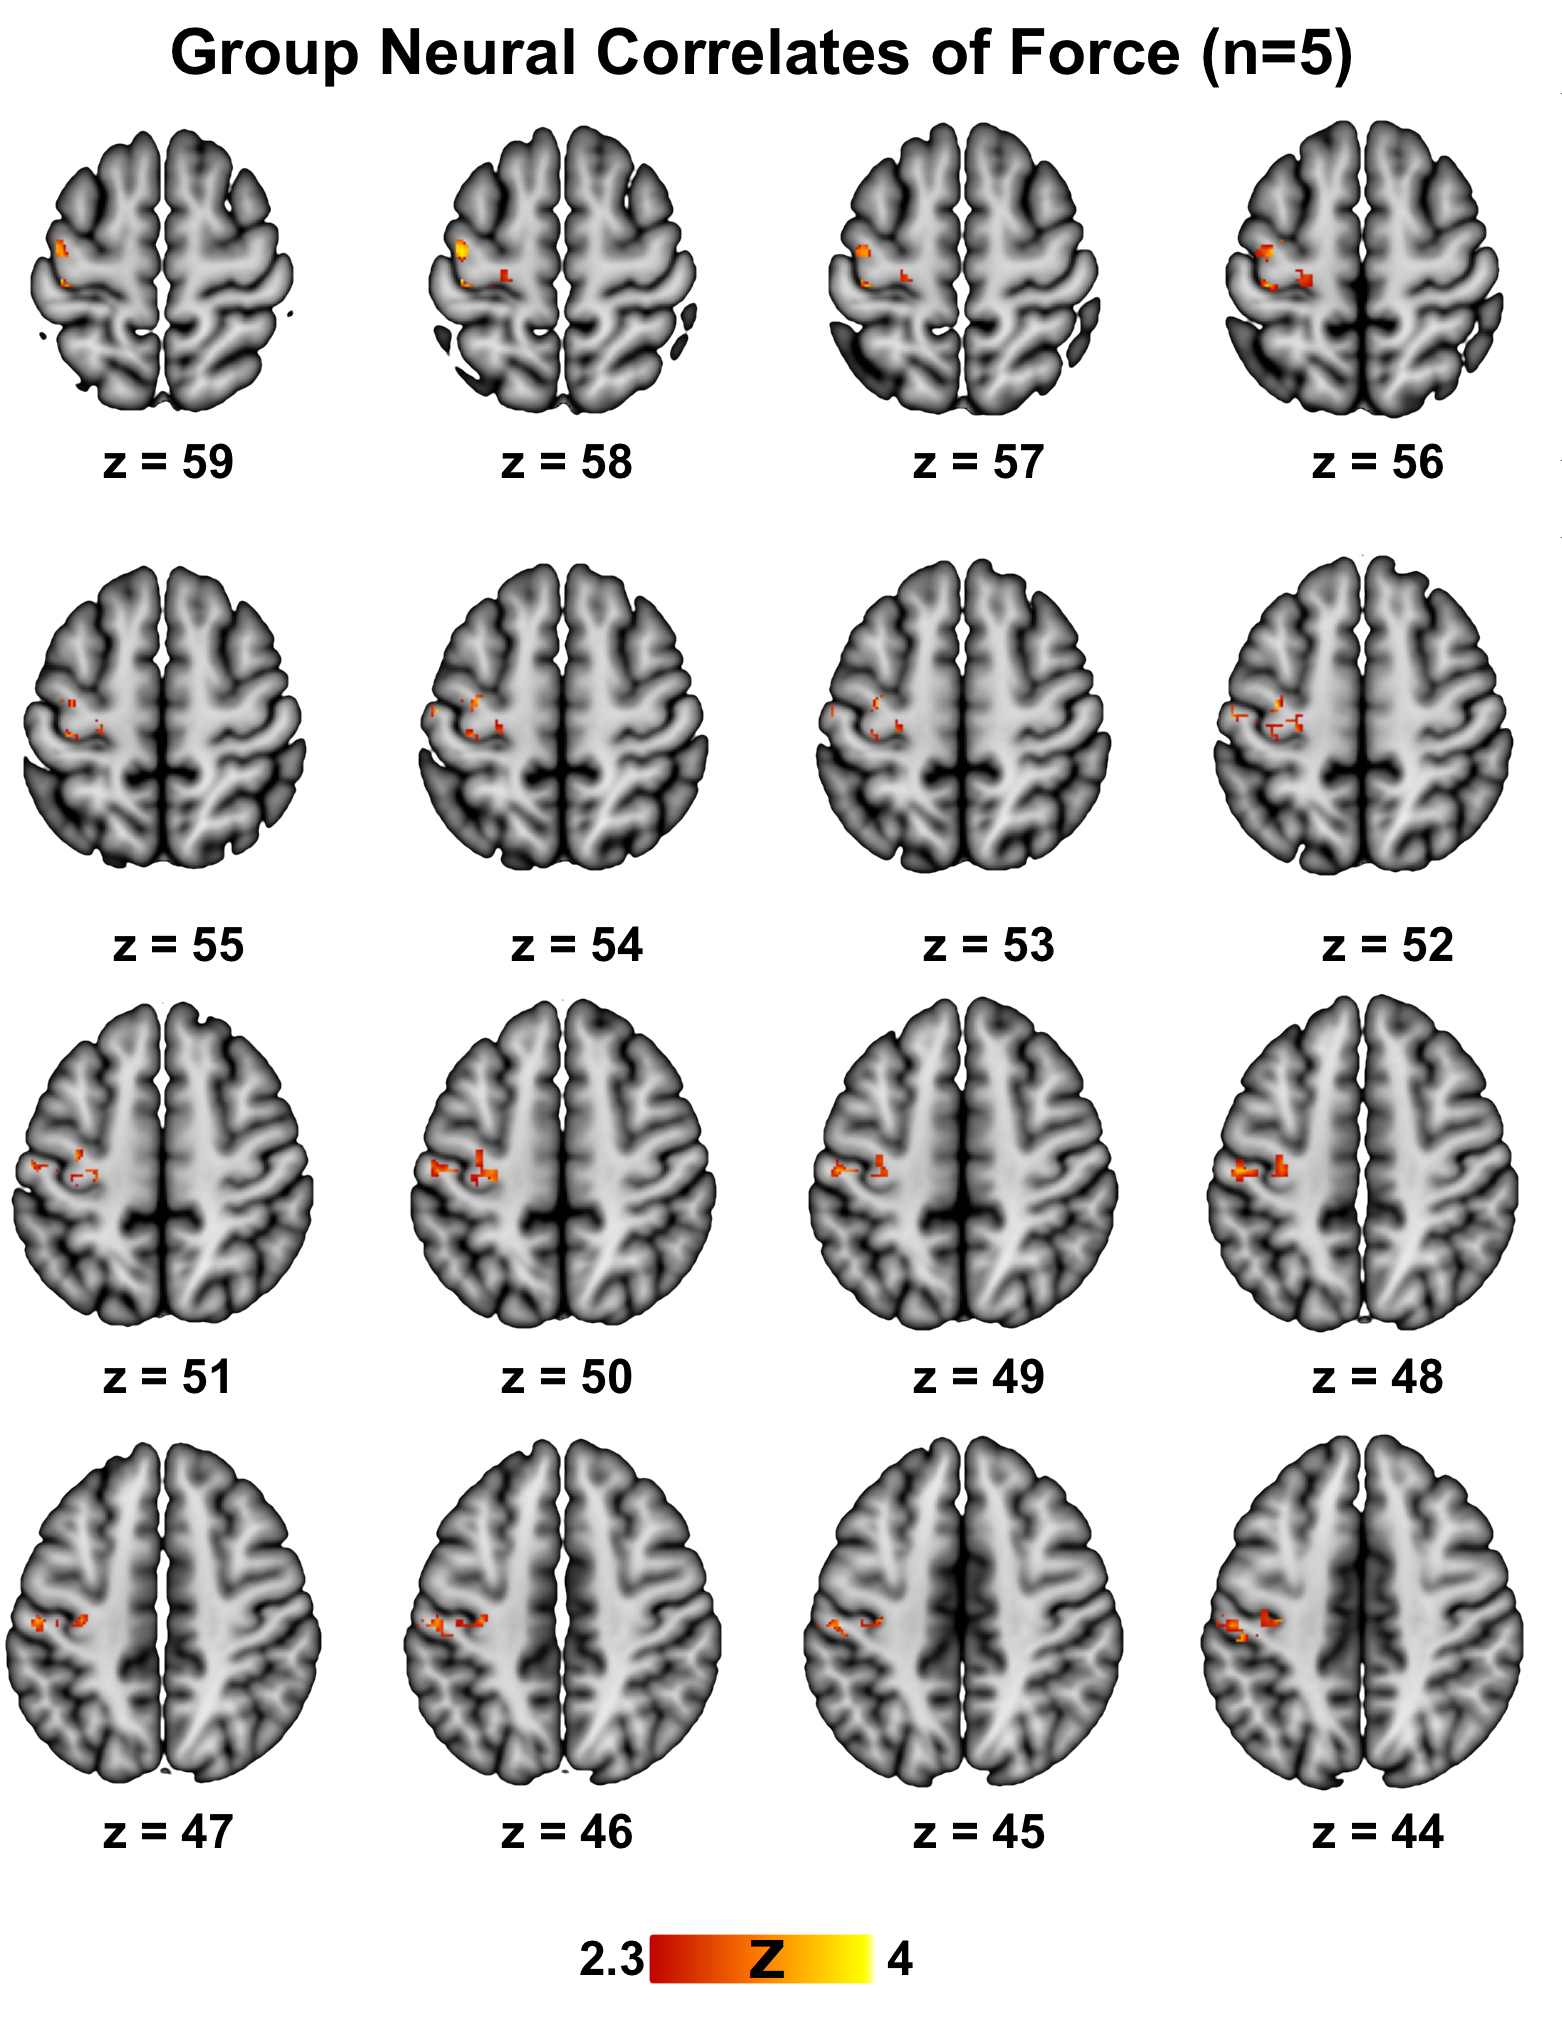 Group Neural Correlates of Force (n=5)
z = 59 z = 58 z = 57 z = 56
z = 55 z = 54 z = 53 z = 52
z = 51 z = 50 z = 49 z = 48
z = 47 z = 46 z = 45 z = 44
2.3 Z 4